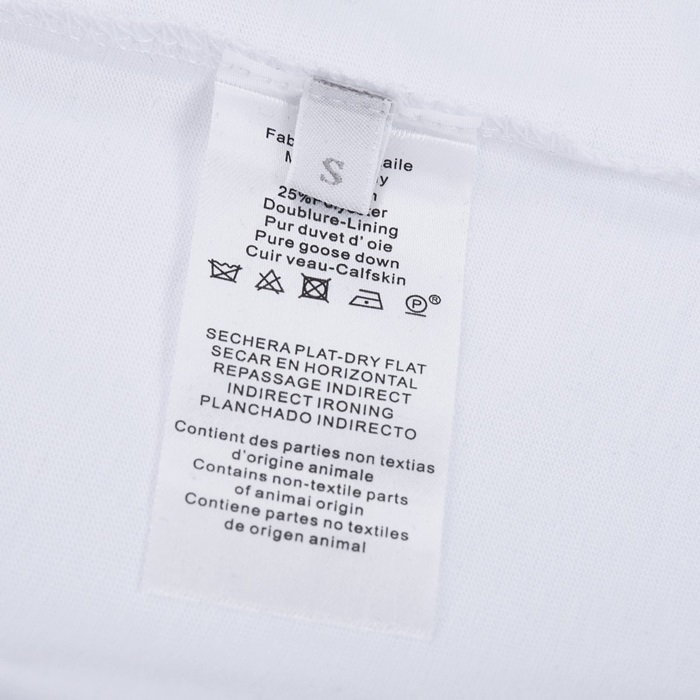 S
25% Polyester
Doublure-Lining
Pur duvet d' oie
Pure goose down
Cuir veau-Calfskin
P®
SECHERA PLAT-DRY FLAT
SECAR EN HORIZONTAL
REPASSAGE INDIRECT
INDIRECT IRONING
PLANCHADO INDIRECTO
Contient des parties non textias
d'origine animale
Contains non-textile parts
of animai origin
Contiene partes no textiles
de origen animal